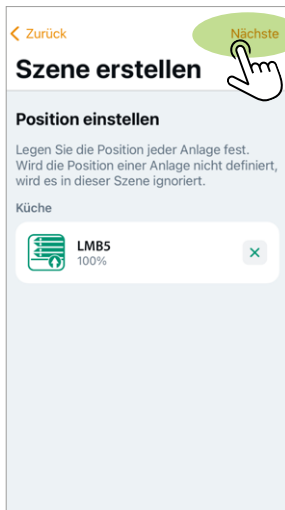 Zurück
Nächste
Szene erstellen
Position einstellen
Legen Sie die Position jeder Anlage fest.
Wird die Position einer Anlage nicht definiert,
wird es in dieser Szene ignoriert.
Küche
LMB5
100%